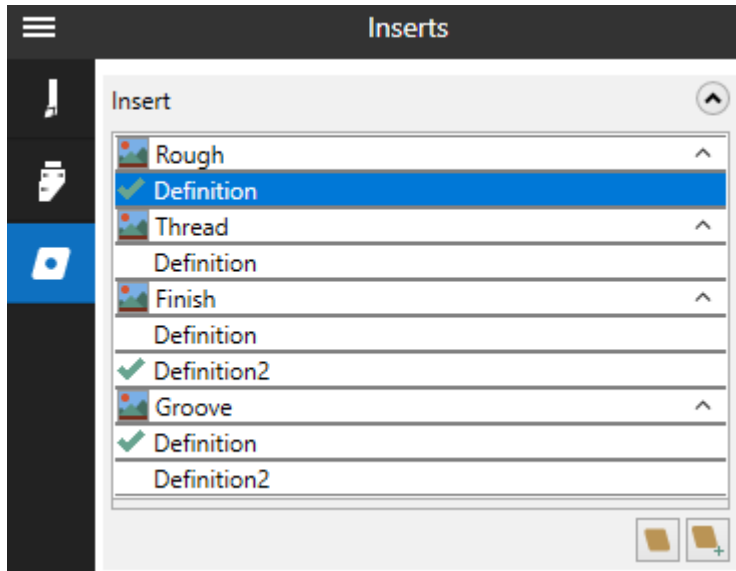 Inserts
Insert
Rough
Definition
Thread
Definition
Finish
Definition
Definition2
Groove
Definition
Definition2